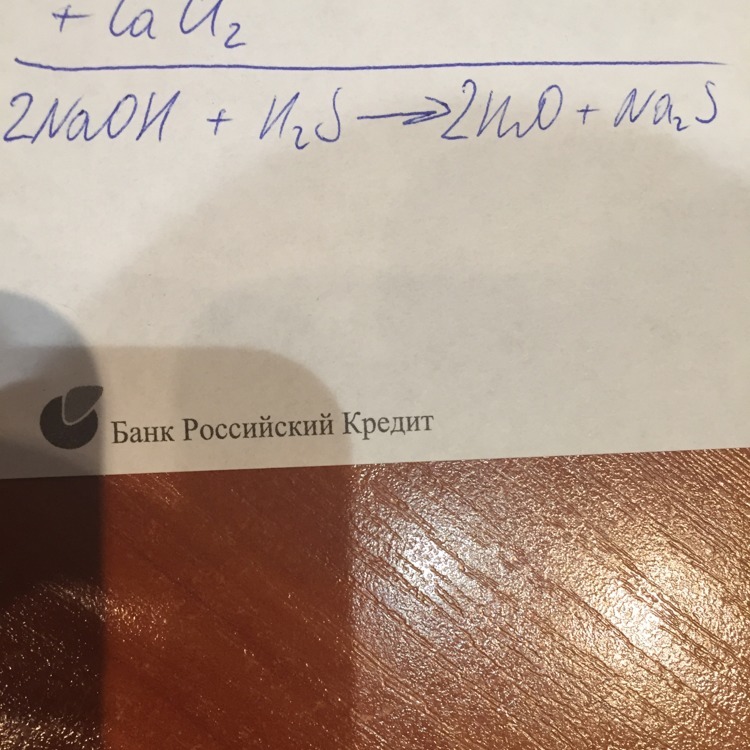 + CaCl₂
2NaOH + H₂S → 2H₂O + Na₂S
Банк Российский Кредит